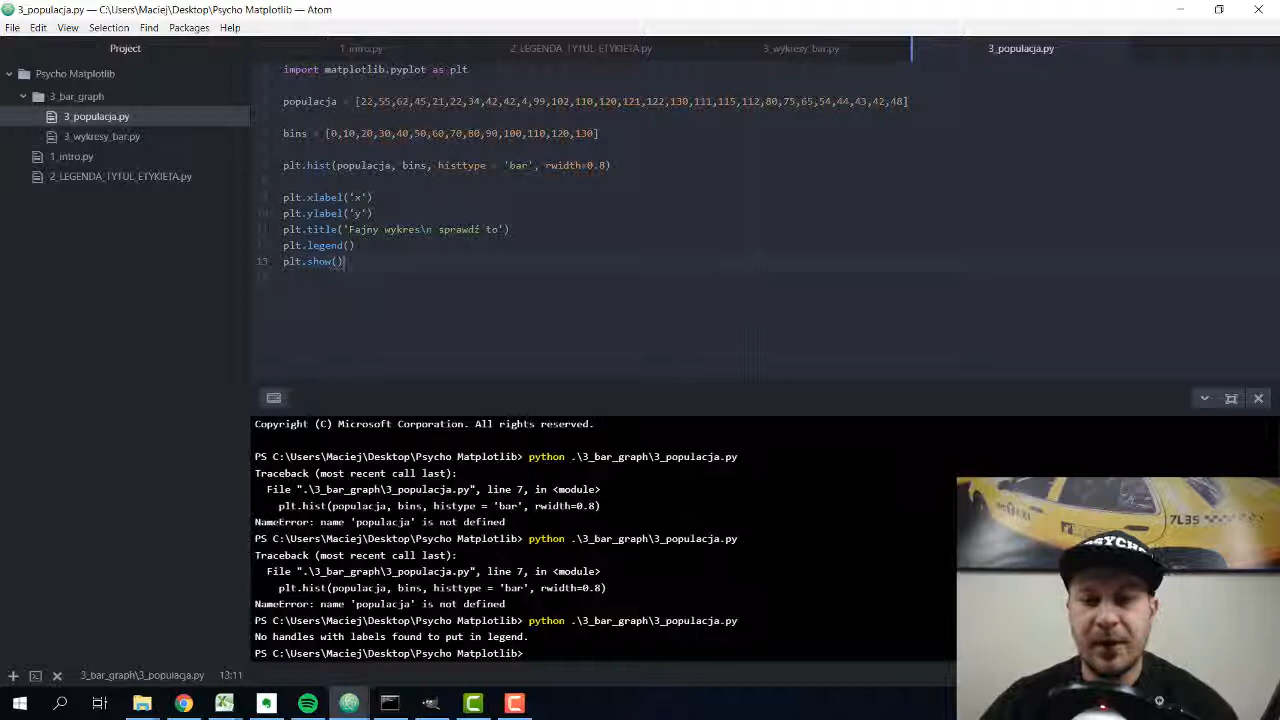 3_populacja.py — C:\Users\Maciej\Desktop\Psycho Matplotlib — Atom
File Edit View Selection Find Packages Help
Project
1_intro.py 2_LEGENDA_TYTUL_ETYKIETA.py 3_wykresy_bar.py 3_populacja.py
Psycho Matplotlib
3_bar_graph
3_populacja.py
3_wykresy_bar.py
1_intro.py
2_LEGENDA_TYTUL_ETYKIETA.py
import matplotlib.pyplot as plt
populacja = [22,55,62,45,21,22,34,42,42,4,99,102,110,120,121,122,130,111,115,112,80,75,65,54,44,43,42,48]
bins = [0,10,20,30,40,50,60,70,80,90,100,110,120,130]
plt.hist(populacja, bins, histtype = 'bar', rwidth=0.8)
plt.xlabel('x')
10 plt.ylabel('y')
11 plt.title('Fajny wykres\n sprawdź to')
plt.legend()
13 plt.show()
Copyright (C) Microsoft Corporation. All rights reserved.
PS C:\Users\Maciej\Desktop\Psycho Matplotlib> python .\3_bar_graph\3_populacja.py
Traceback (most recent call last):
File ".\3_bar_graph\3_populacja.py", line 7, in <module>
plt.hist(populacja, bins, histype = 'bar', rwidth=0.8)
NameError: name 'populacja' is not defined
PS C:\Users\Maciej\Desktop\Psycho Matplotlib> python .\3_bar_graph\3_populacja.py
Traceback (most recent call last):
File ".\3_bar_graph\3_populacja.py", line 7, in <module>
plt.hist(populacja, bins, histtype = 'bar', rwidth=0.8)
NameError: name 'populacja' is not defined
PS C:\Users\Maciej\Desktop\Psycho Matplotlib> python .\3_bar_graph\3_populacja.py
No handles with labels found to put in legend.
PS C:\Users\Maciej\Desktop\Psycho Matplotlib>
7L35
PSYCHO
3_bar_graph\3_populacja.py 13:11